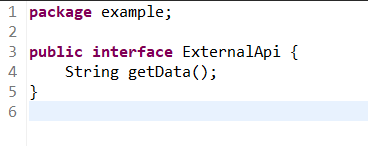 1 package example;
2
3 public interface ExternalApi {
4     String getData();
5 }
6